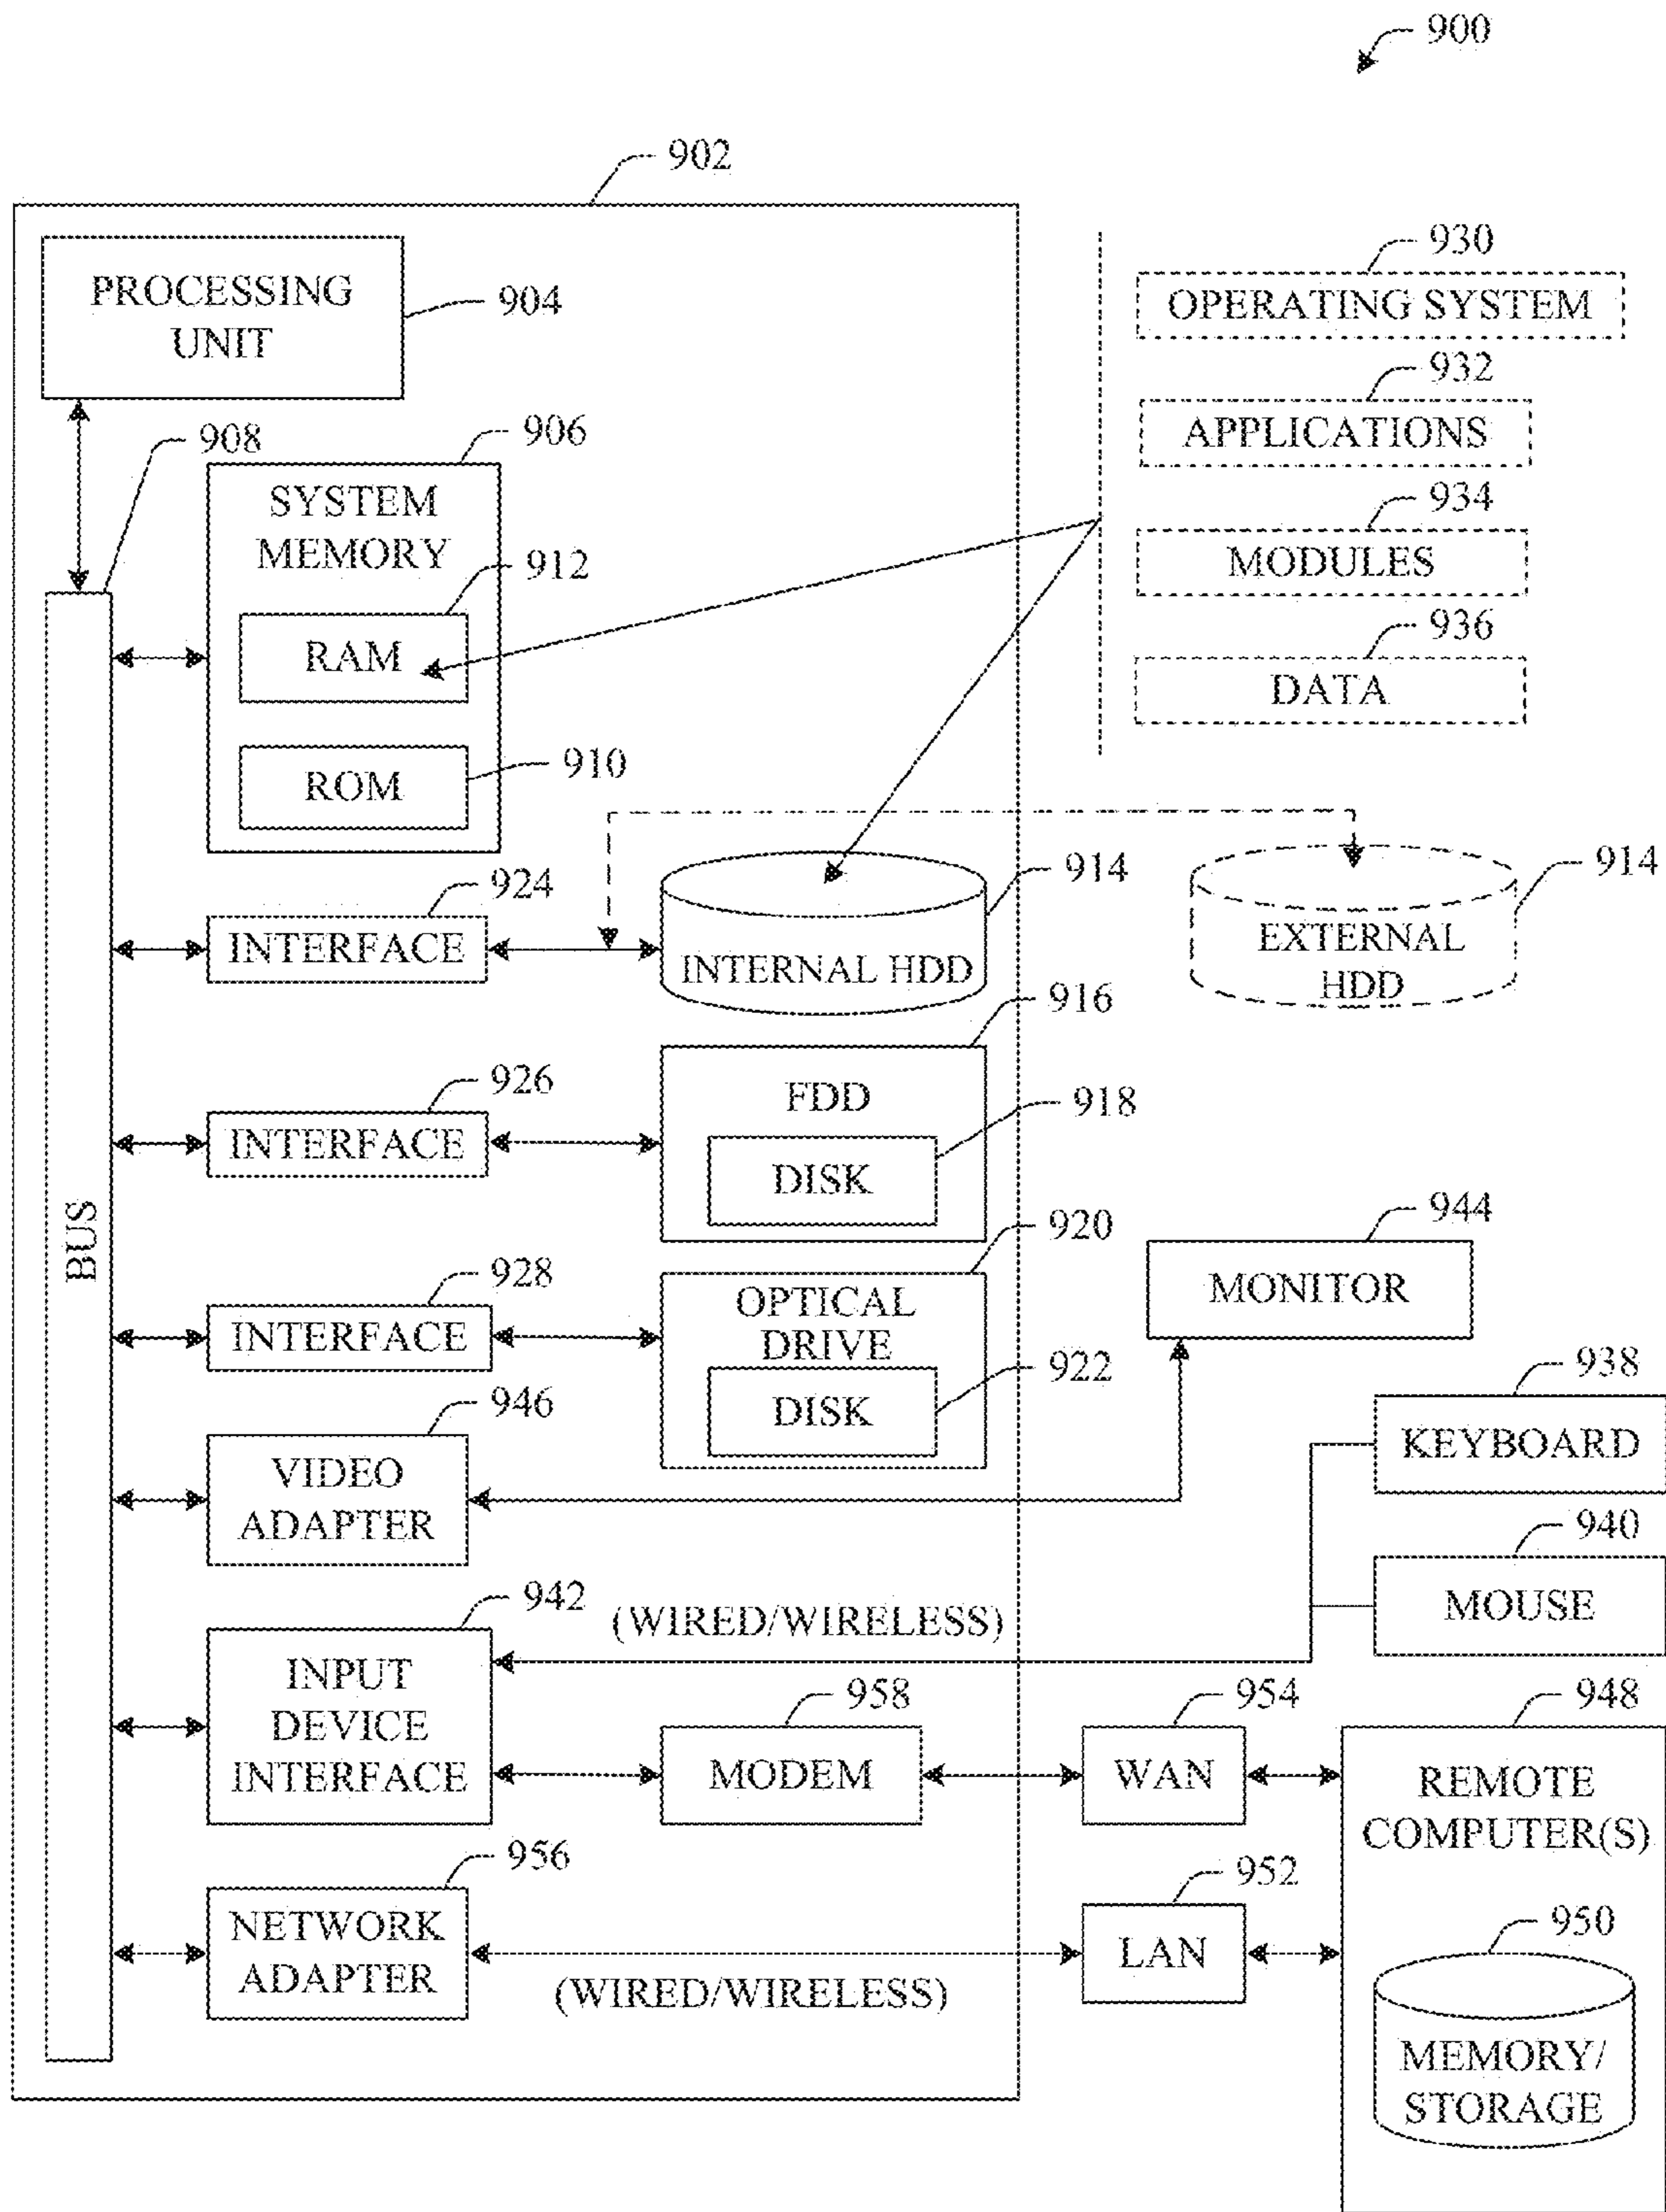 900
902
PROCESSING
UNIT
904
908
906
SYSTEM
MEMORY
912
RAM
ROM
910
930
OPERATING SYSTEM
932
APPLICATIONS
934
MODULES
936
DATA
924
INTERFACE
INTERNAL HDD
914
EXTERNAL
HDD
914
926
INTERFACE
916
FDD
918
DISK
BUS
928
INTERFACE
920
OPTICAL
DRIVE
922
DISK
944
MONITOR
946
VIDEO
ADAPTER
938
KEYBOARD
940
MOUSE
942
(WIRED/WIRELESS)
INPUT
DEVICE
INTERFACE
958
MODEM
954
WAN
948
REMOTE
COMPUTER(S)
956
NETWORK
ADAPTER
(WIRED/WIRELESS)
952
LAN
950
MEMORY/
STORAGE